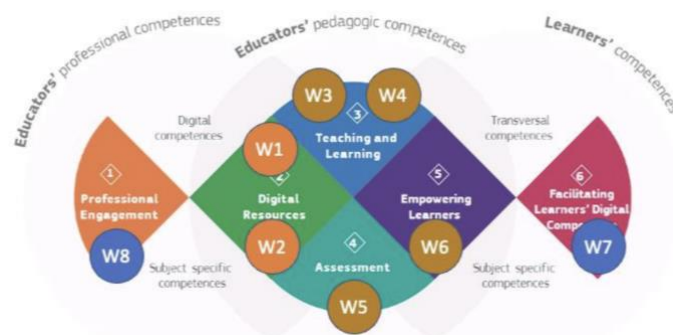 Educators' professional competences
Educators' pedagogic competences
Learners' competences
Digital
competences
Transversal
competences
W3
W4
3
Teaching and
Learning
W1
1
Professional
Engagement
2
Digital
Resources
5
Empowering
Learners
6
Facilitating
Learners' Digital
W8
W2
4
Assessment
W6
W7
Subject specific
competences
Subject specific
competences
W5